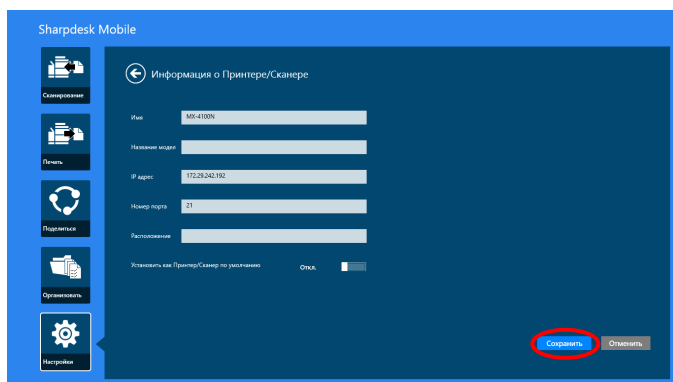 Sharpdesk Mobile
Сканирование
Печать
Поделиться
Организовать
Настройки
Информация о Принтере/Сканере
Имя
MX-4100N
Название модел
IP адрес
172.29.242.192
Номер порта
21
Расположение
Установить как Принтер/Сканер по умолчанию
Откл.
Сохранить
Отменить